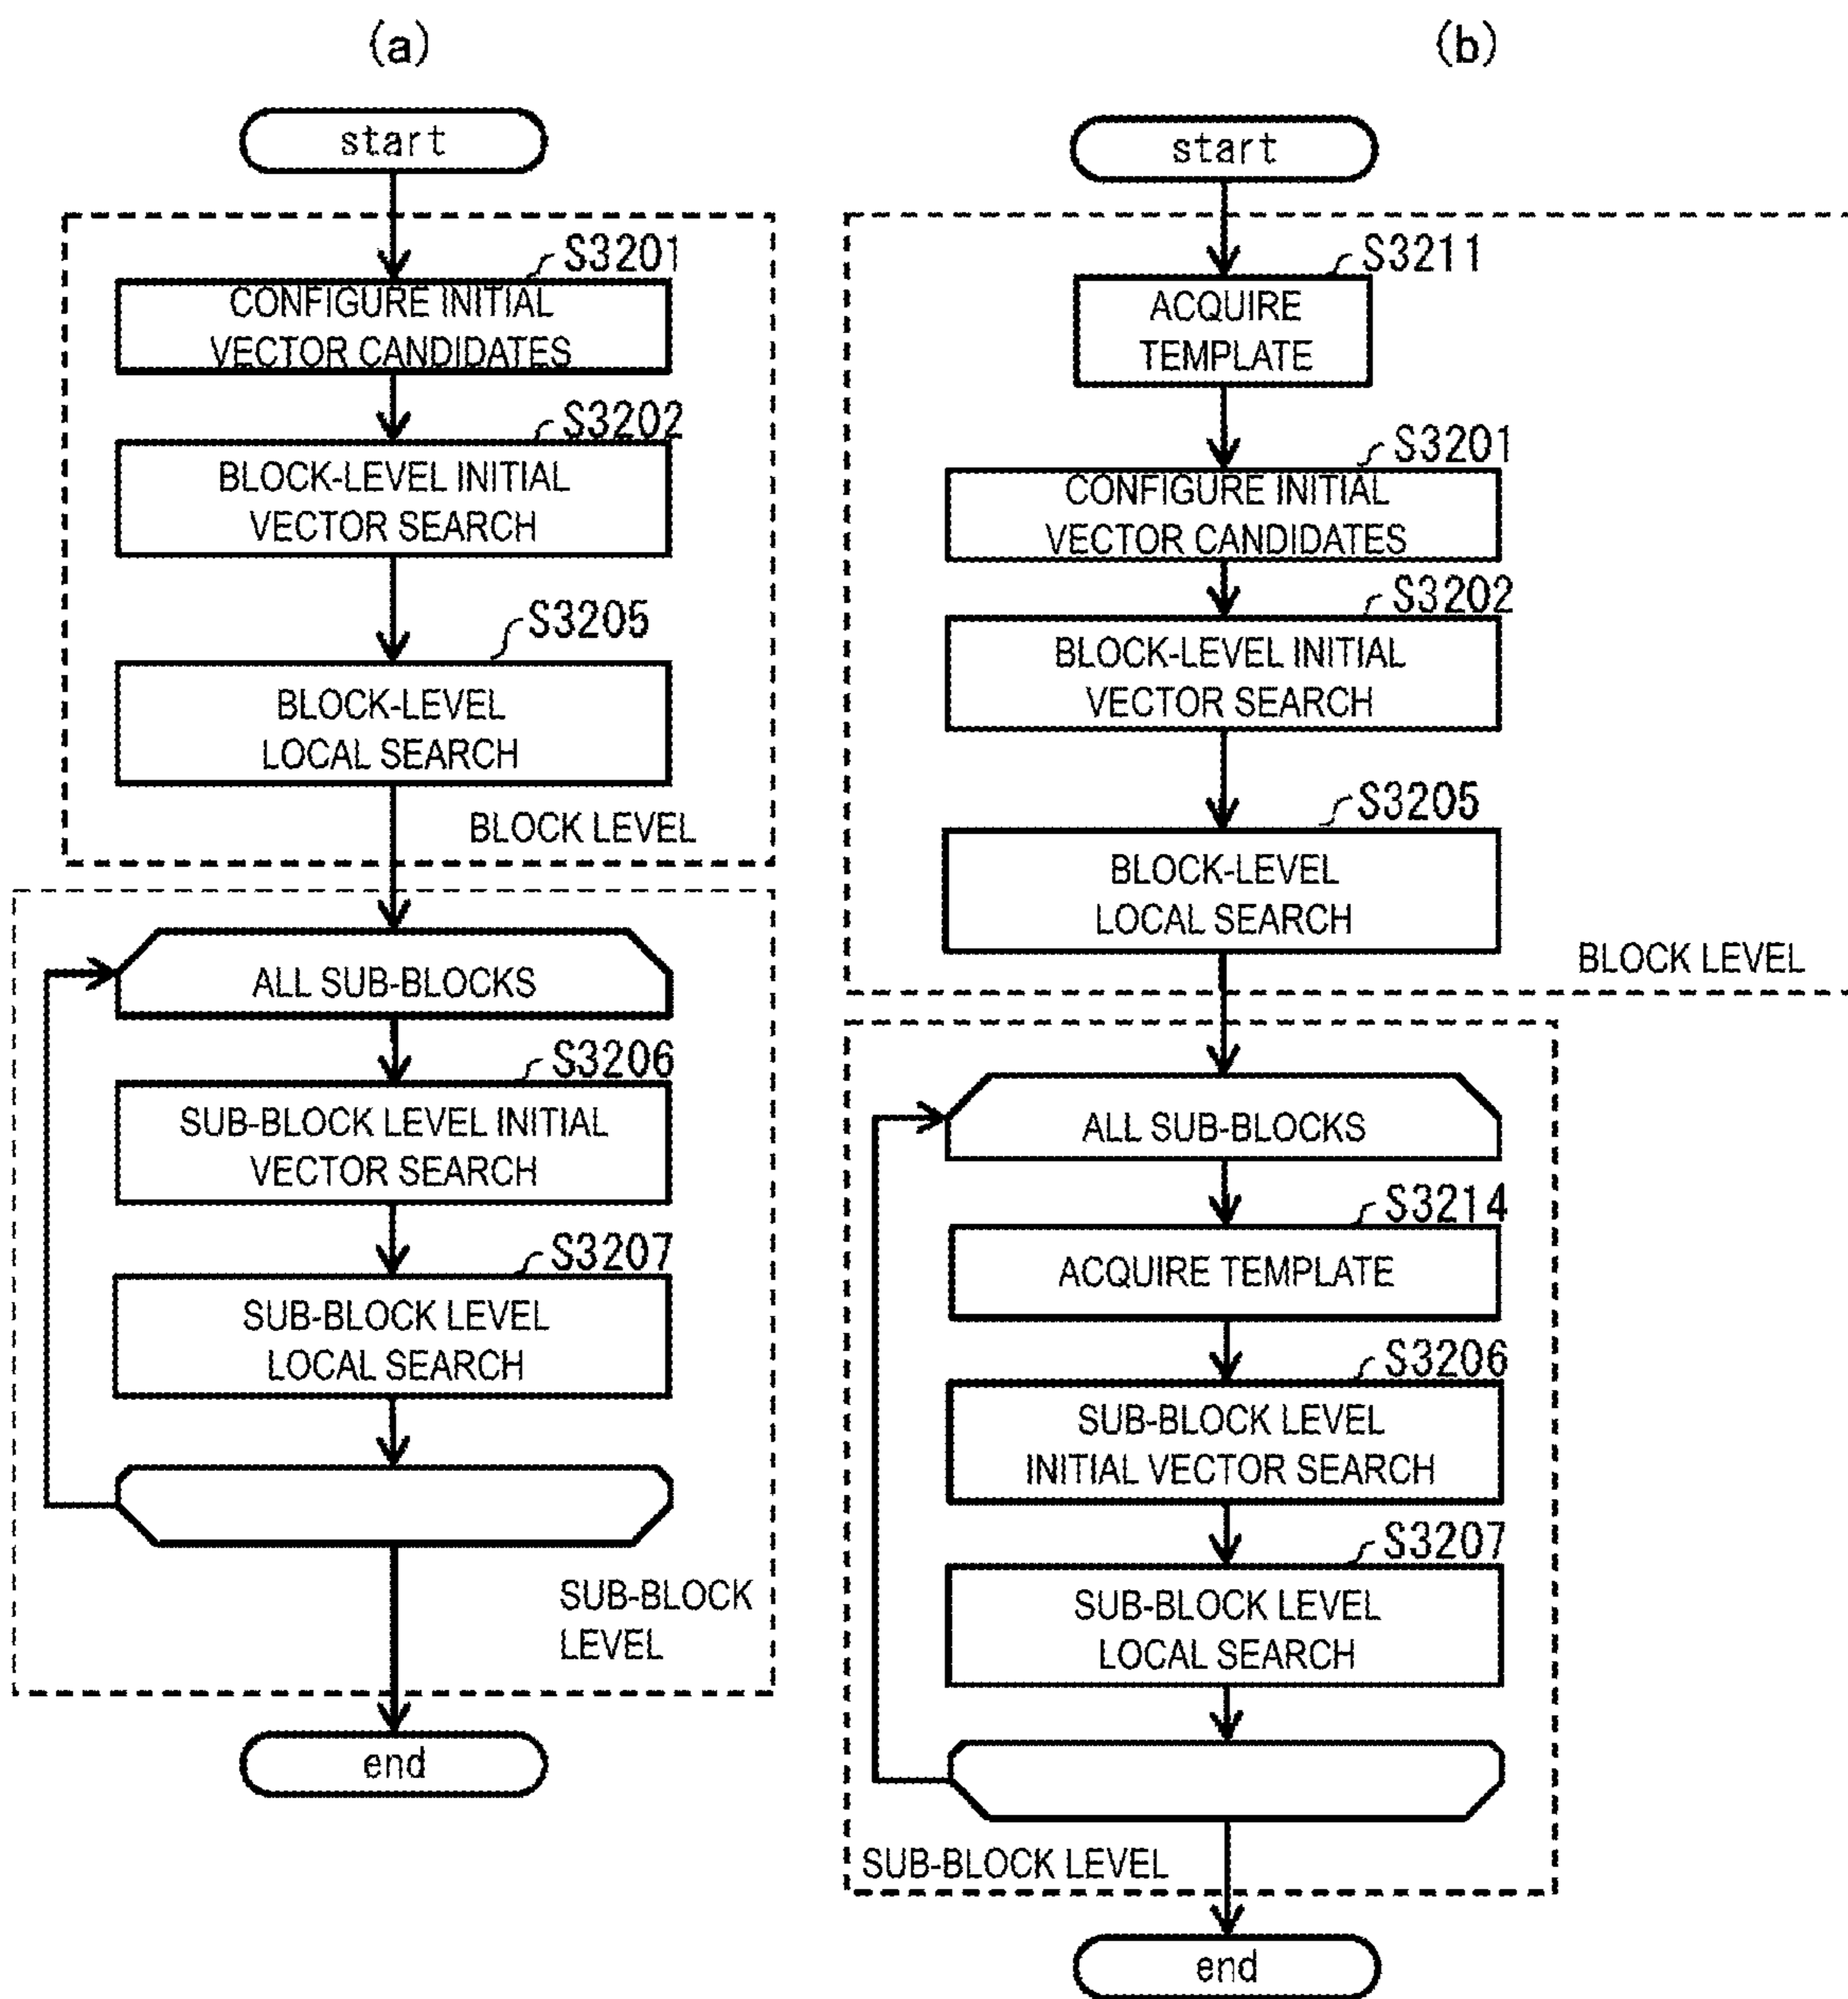 (a)
start
S3201
CONFIGURE INITIAL
VECTOR CANDIDATES
S3202
BLOCK-LEVEL INITIAL
VECTOR SEARCH
S3205
BLOCK-LEVEL
LOCAL SEARCH
BLOCK LEVEL
ALL SUB-BLOCKS
S3206
SUB-BLOCK LEVEL INITIAL
VECTOR SEARCH
S3207
SUB-BLOCK LEVEL
LOCAL SEARCH
SUB-BLOCK
LEVEL
end
(b)
start
S3211
ACQUIRE
TEMPLATE
S3201
CONFIGURE INITIAL
VECTOR CANDIDATES
S3202
BLOCK-LEVEL INITIAL
VECTOR SEARCH
S3205
BLOCK-LEVEL
LOCAL SEARCH
BLOCK LEVEL
ALL SUB-BLOCKS
S3214
ACQUIRE TEMPLATE
S3206
SUB-BLOCK LEVEL
INITIAL VECTOR SEARCH
S3207
SUB-BLOCK LEVEL
LOCAL SEARCH
SUB-BLOCK LEVEL
end